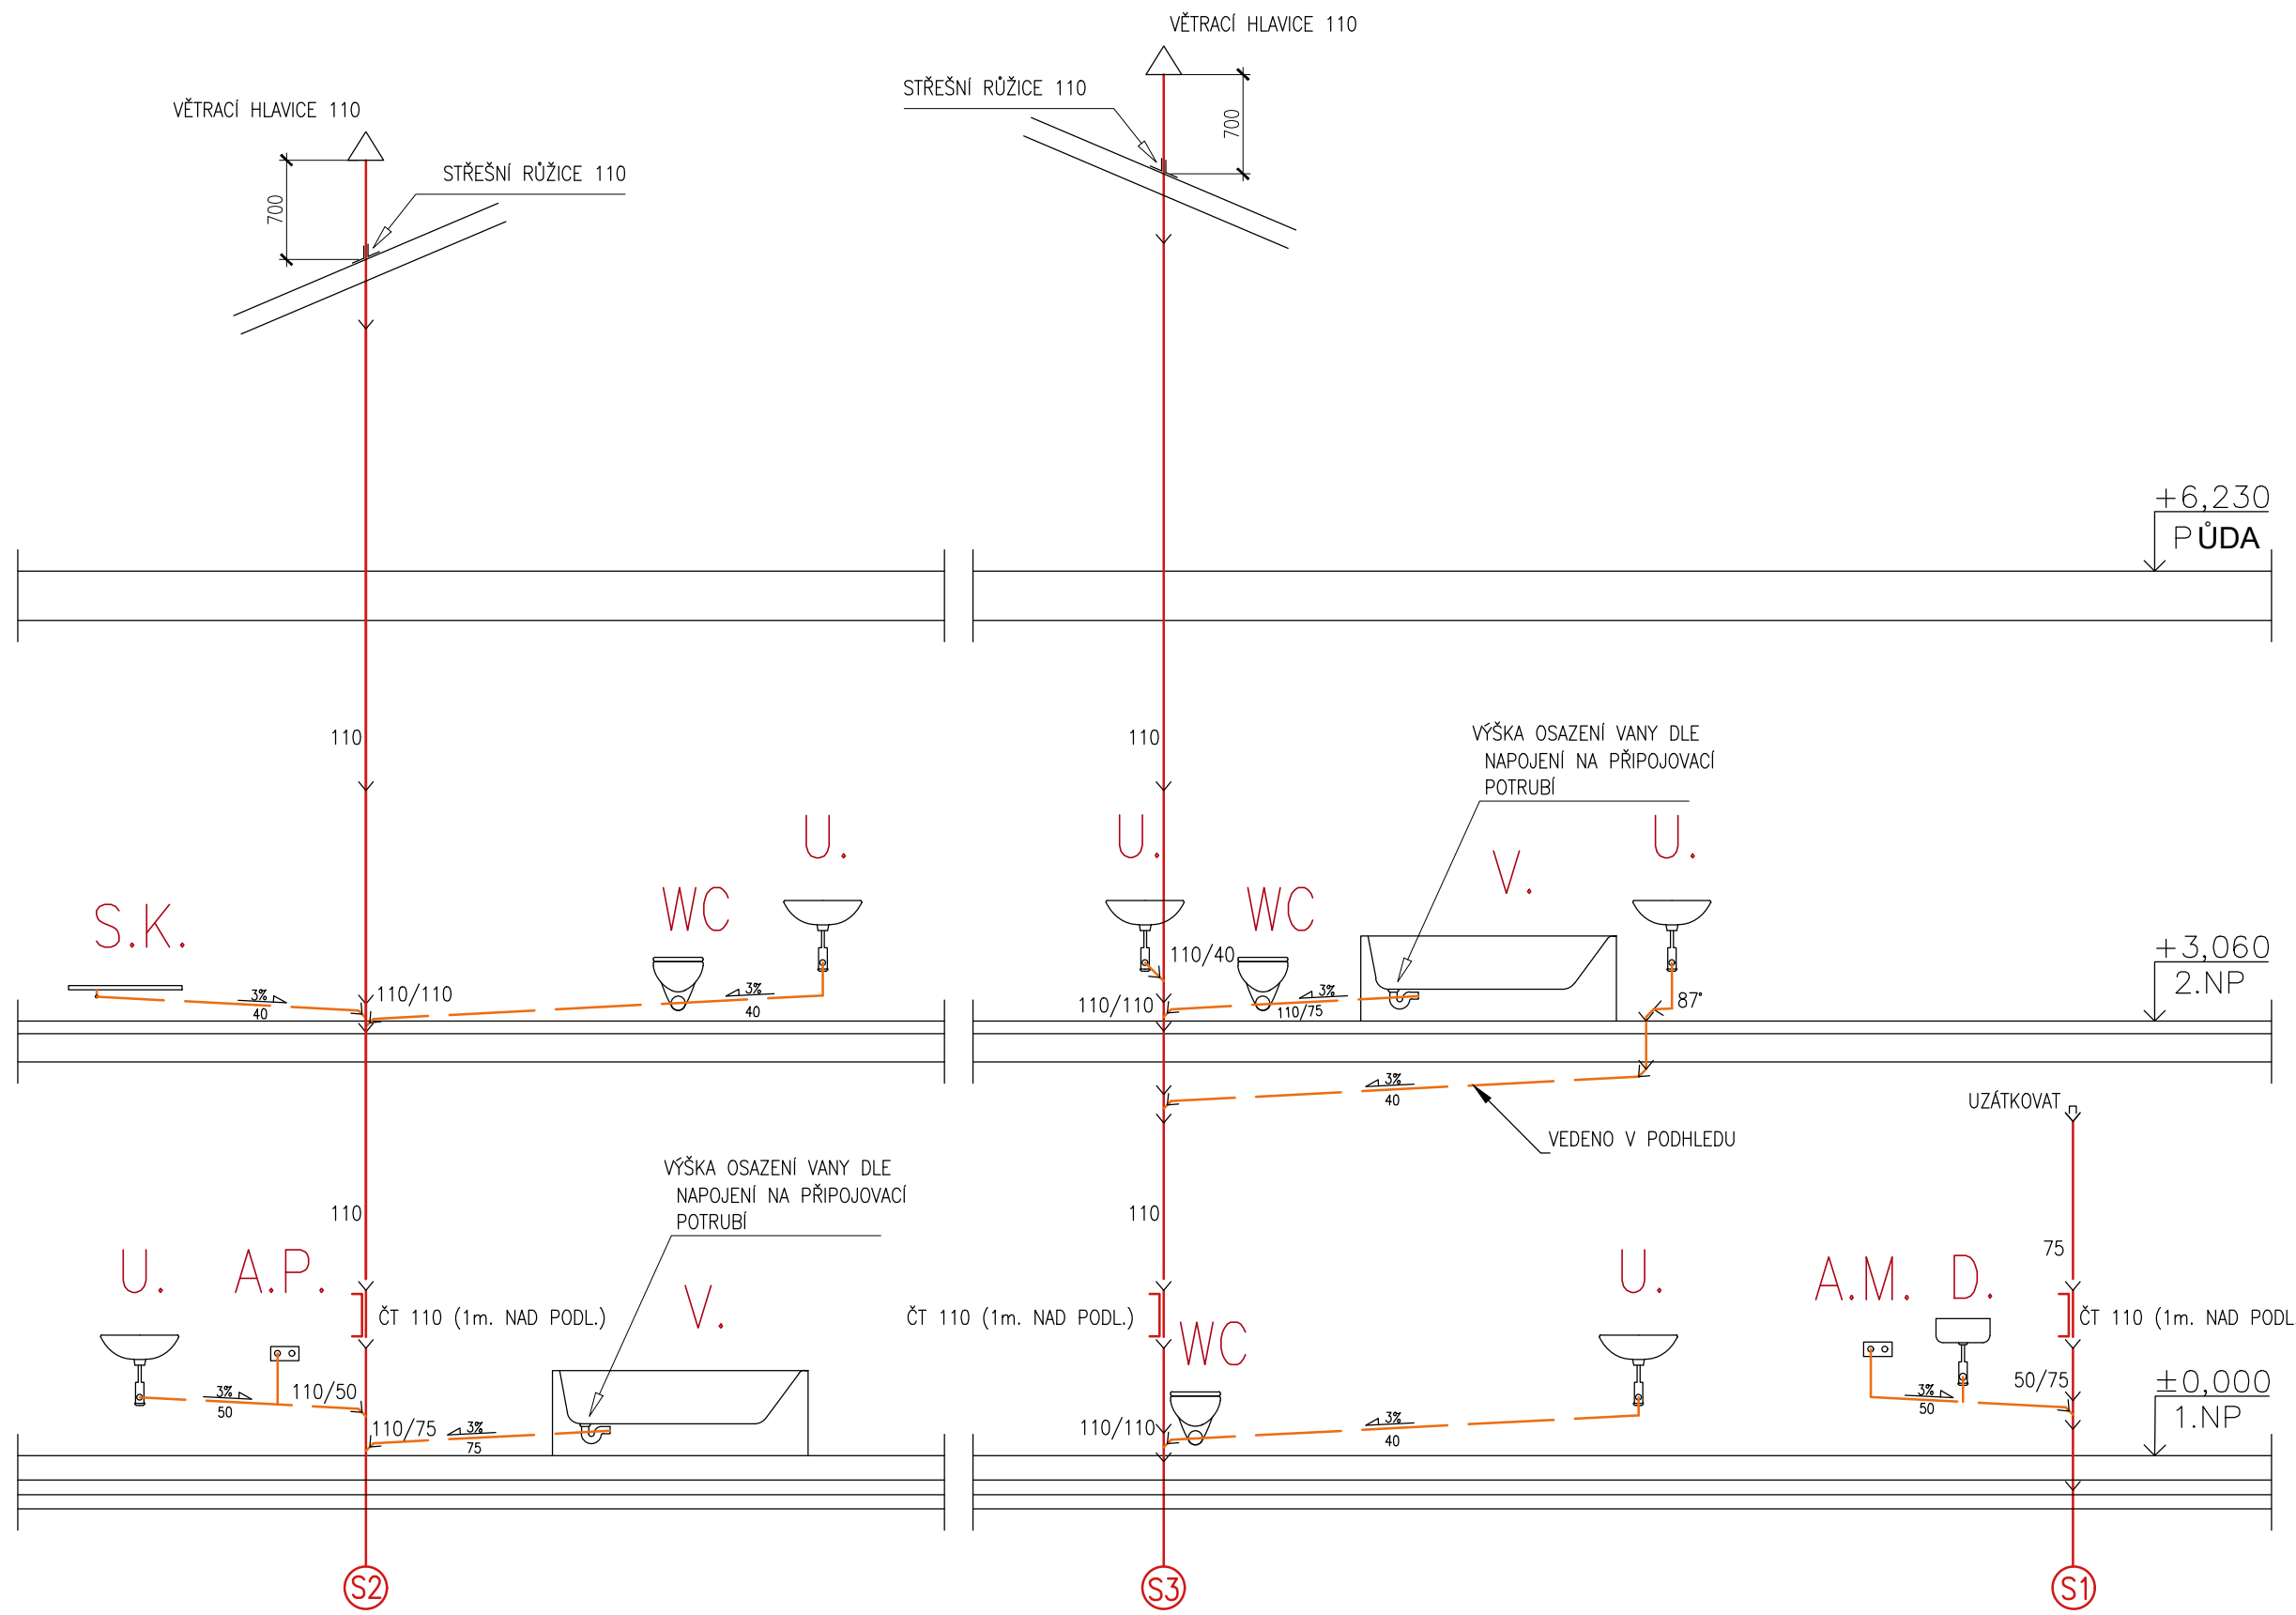 VĚTRACÍ HLAVICE 110
STŘEŠNÍ RŮŽICE 110
700
VĚTRACÍ HLAVICE 110
STŘEŠNÍ RŮŽICE 110
700
+6,230
PŮDA
110
110
VÝŠKA OSAZENÍ VANY DLE
NAPOJENÍ NA PŘIPOJOVACÍ
POTRUBÍ
U.
U.
V.
U.
S.K.
WC
WC
110/40
+3,060
2.NP
3%
40
110/110
3%
40
110/110
3%
110/75
87°
3%
40
UZÁTKOVAT
VEDENO V PODHLEDU
VÝŠKA OSAZENÍ VANY DLE
NAPOJENÍ NA PŘIPOJOVACÍ
POTRUBÍ
110
110
75
U.
A.P.
V.
U.
A.M.
D.
ČT 110 (1m. NAD PODL.)
ČT 110 (1m. NAD PODL.)
ČT 110 (1m. NAD PODL
WC
3%
50
110/50
110/75
3%
75
110/110
3%
40
3%
50
50/75
±0,000
1.NP
S2
S3
S1